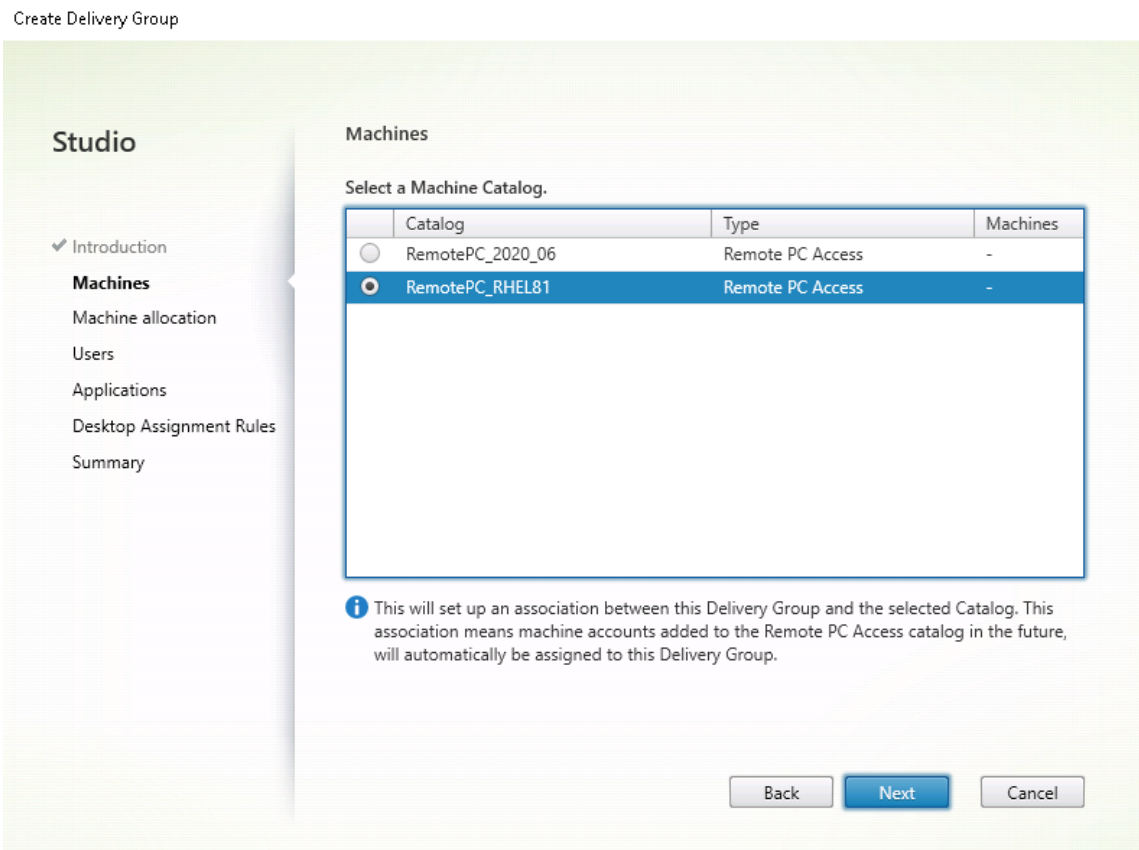 Create Delivery Group
Studio
Introduction
Machines
Machine allocation
Users
Applications
Desktop Assignment Rules
Summary
Machines
Select a Machine Catalog.
Catalog Type Machines
RemotePC_2020_06 Remote PC Access -
RemotePC_RHEL81 Remote PC Access -
This will set up an association between this Delivery Group and the selected Catalog. This
association means machine accounts added to the Remote PC Access catalog in the future,
will automatically be assigned to this Delivery Group.
Back Next Cancel